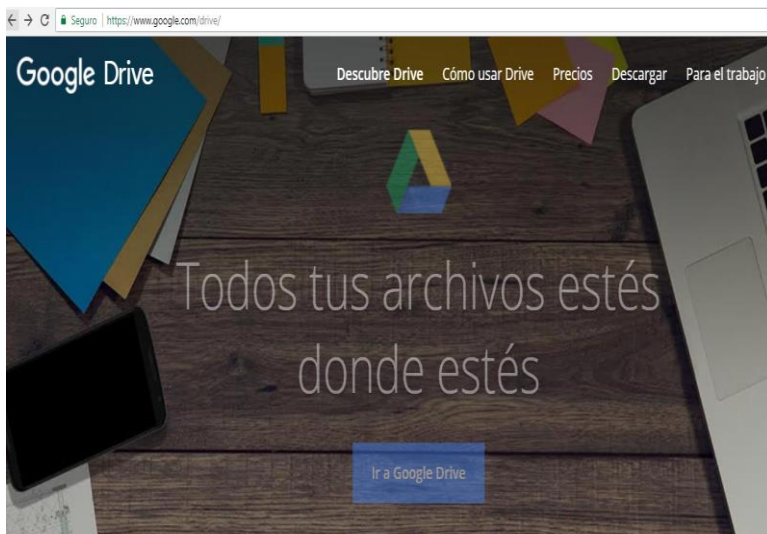 Seguro | https://www.google.com/drive/
Google Drive
Descubre Drive Cómo usar Drive Precios Descargar Para el trabajo
Todos tus archivos estés
donde estés
Ir a Google Drive